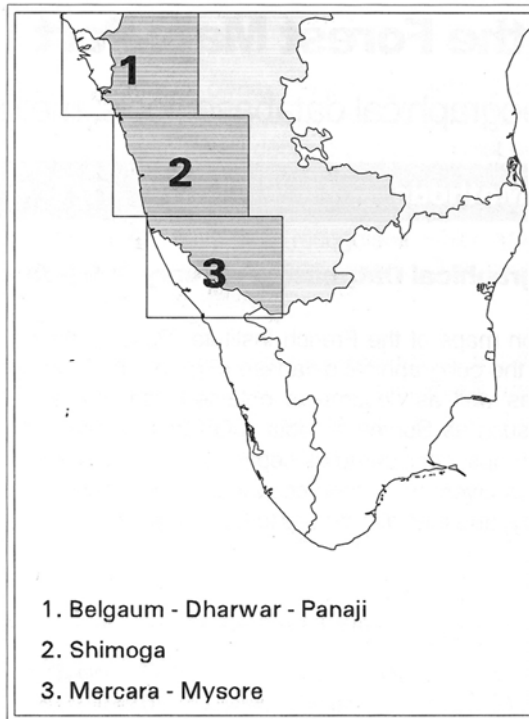 1
2
3
1. Belgaum - Dharwar - Panaji
2. Shimoga
3. Mercara - Mysore